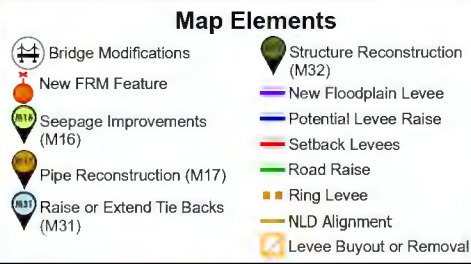 Map Elements
Bridge Modifications
New FRM Feature
M16
Seepage Improvements
(M16)
M17
Pipe Reconstruction (M17)
M31
Raise or Extend Tie Backs
(M31)
Structure Reconstruction
(M32)
New Floodplain Levee
Potential Levee Raise
Setback Levees
Road Raise
Ring Levee
NLD Alignment
Levee Buyout or Removal